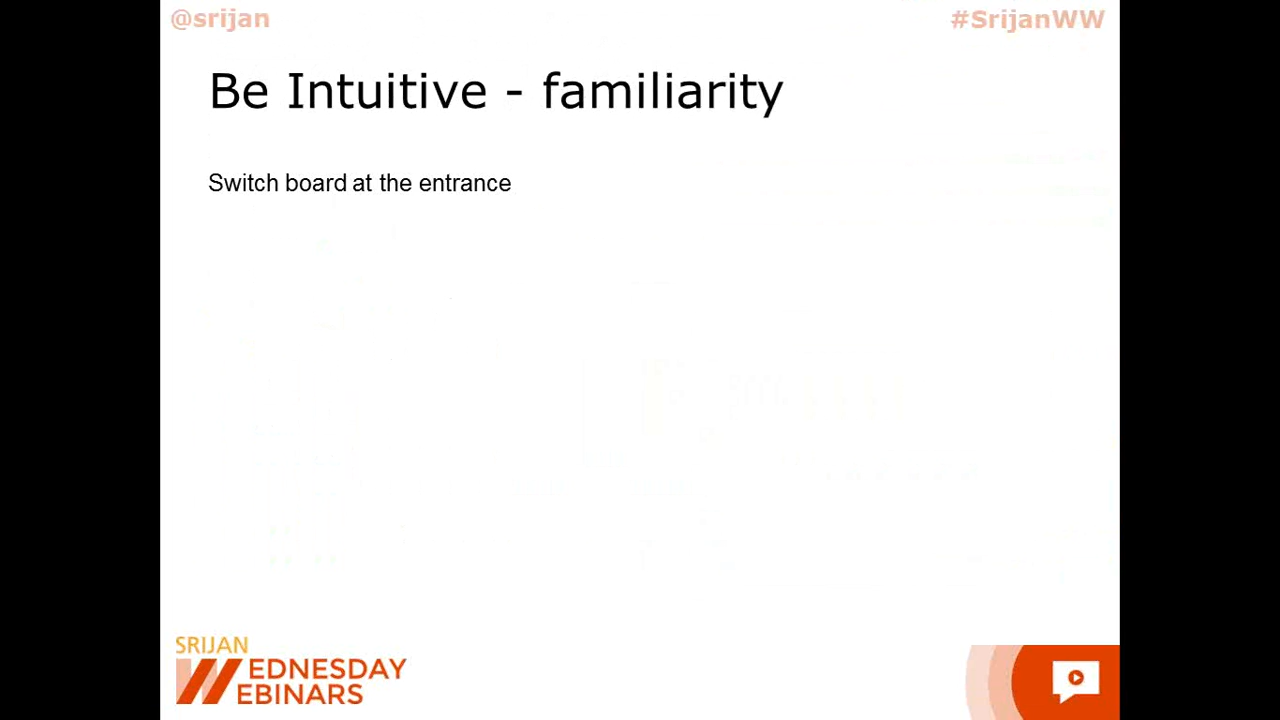 @srijan
#SrijanWW
Be Intuitive - familiarity
Switch board at the entrance
SRIJAN
WEDNESDAY
WEBINARS